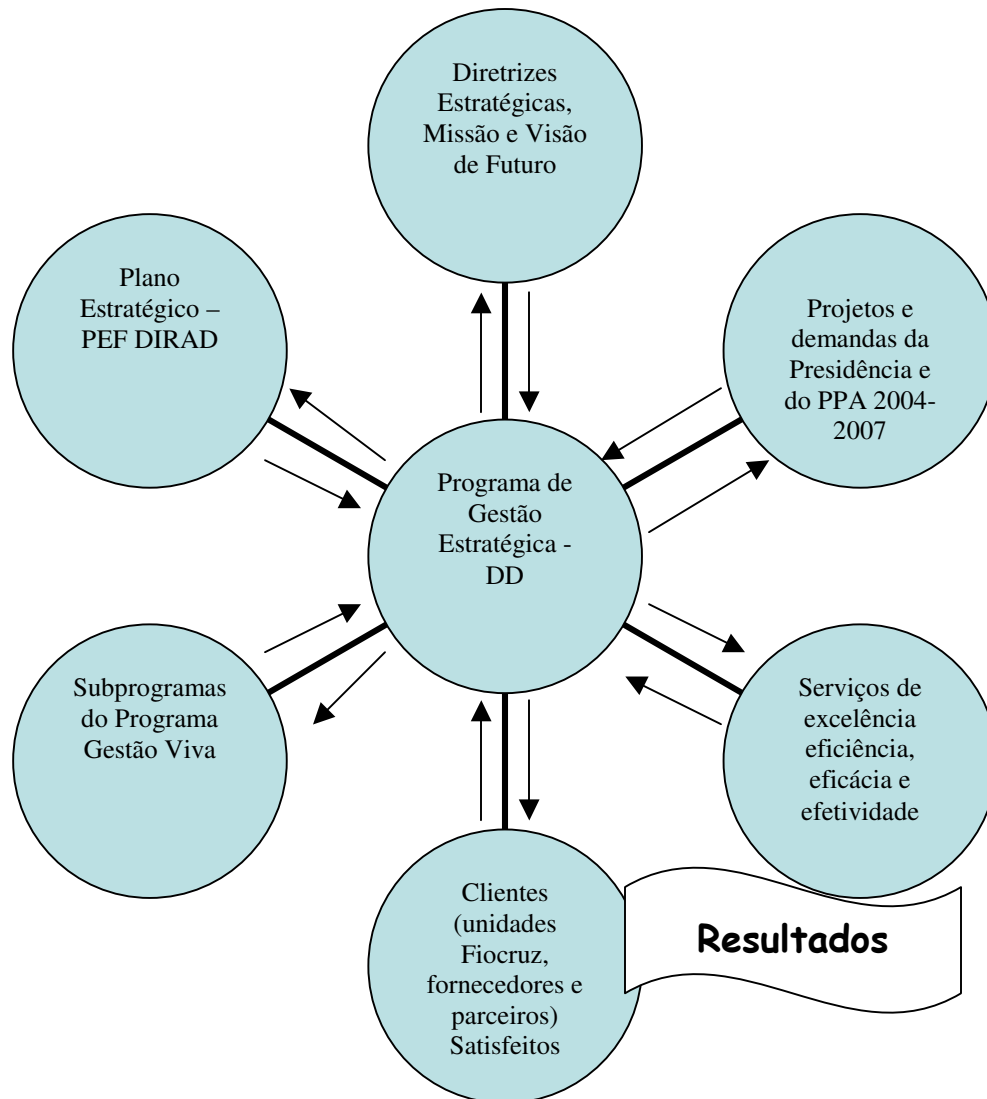 Diretrizes
Estratégicas,
Missão e Visão
de Futuro
Plano
Estratégico –
PEF DIRAD
Projetos e
demandas da
Presidência e
do PPA 2004-
2007
Programa de
Gestão
Estratégica -
DD
Subprogramas
do Programa
Gestão Viva
Serviços de
excelência
eficiência,
eficácia e
efetividade
Clientes
(unidades
Fiocruz,
fornecedores e
parceiros)
Satisfeitos
Resultados